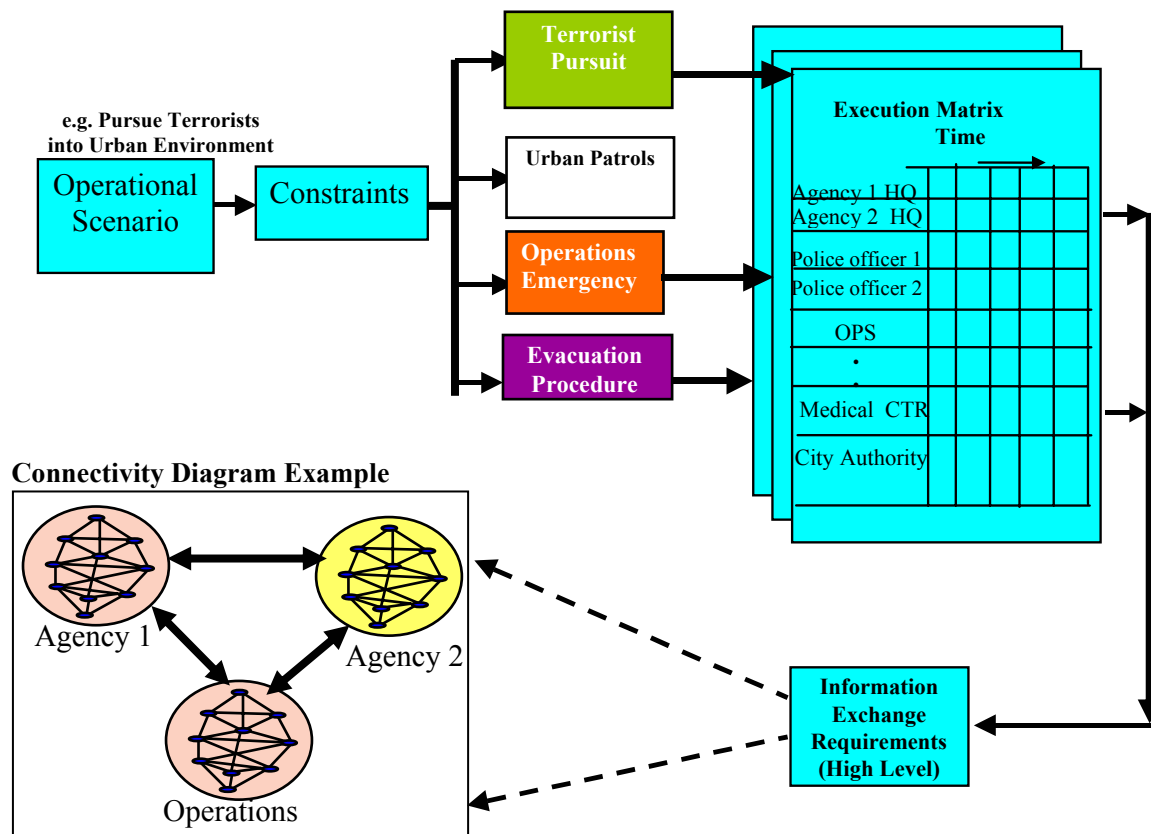 Terrorist
Pursuit
e.g. Pursue Terrorists
into Urban Environment
Operational
Scenario
Constraints
Urban Patrols
Operations
Emergency
Evacuation
Procedure
Execution Matrix
Time
Agency 1 HQ
Agency 2 HQ
Police officer 1
Police officer 2
OPS
.
.
Medical CTR
City Authority
Connectivity Diagram Example
Agency 1
Agency 2
Operations
Information
Exchange
Requirements
(High Level)